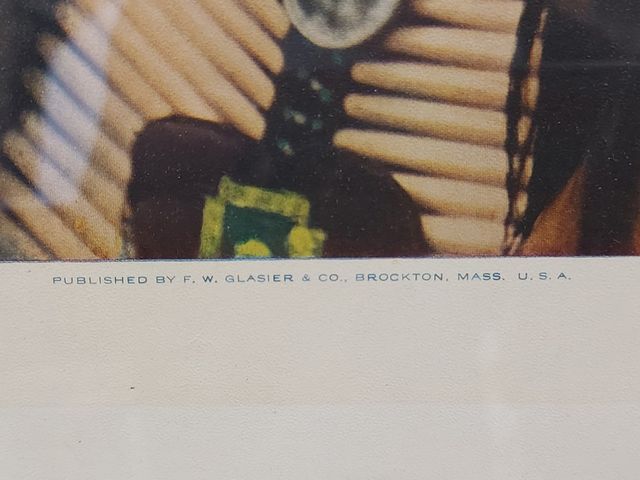 PUBLISHED BY F. W. GLASIER & CO., BROCKTON, MASS. U. S. A.